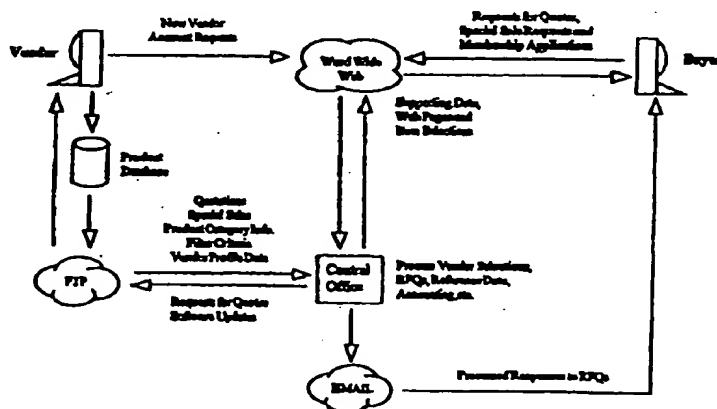 New Vendor
Account Requests
Requests for Quotes,
Special Sale Requests and
Membership Applications
Vendor
Word Wide
Web
Buyer
Supporting Data,
Web Pages and
Item Selections
Product
Database
Quotations
Special Sales
Product Category Info.
Filter Criteria
Vendor Profile Data
FTP
Central
Office
Process Vendor Selections,
RFQs, Reference Data,
Accounting, etc.
Requests for Quotes
Software Updates
EMAIL
Processed Responses to RFQs